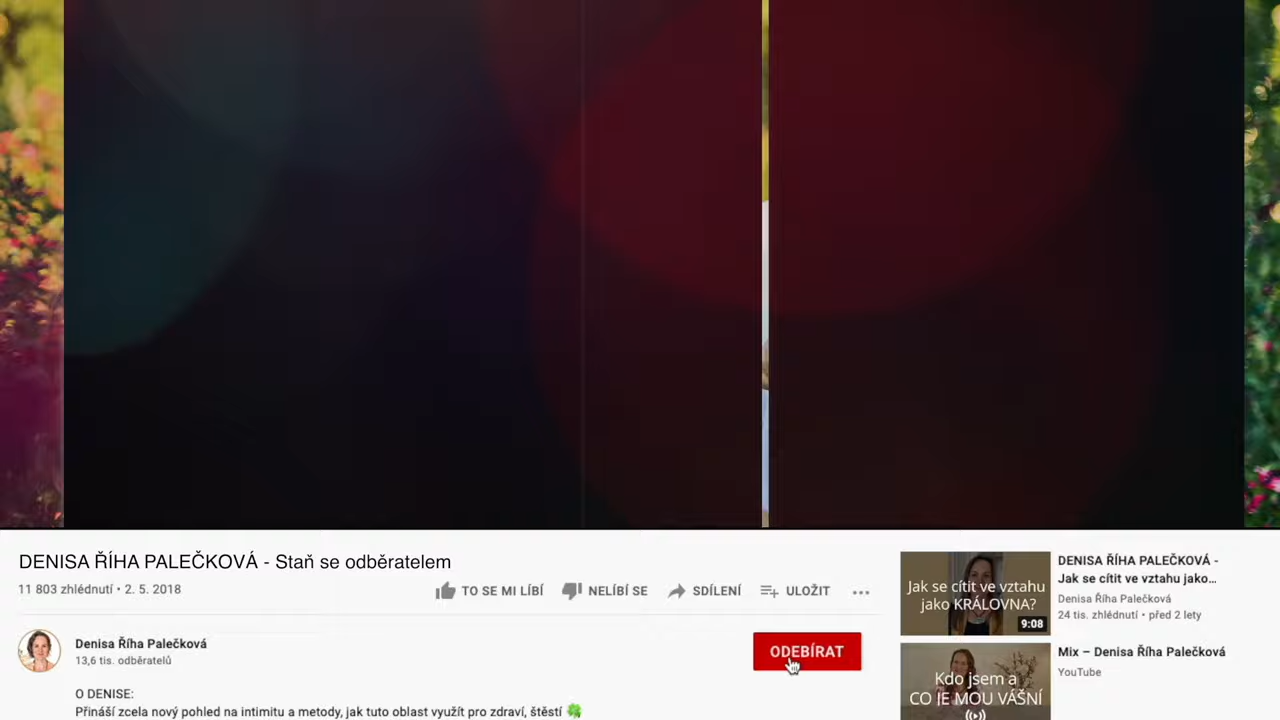 DENISA ŘÍHA PALEČKOVÁ - Staň se odběratelem
11 803 zhlédnutí • 2. 5. 2018
TO SE MI LÍBÍ
NELÍBÍ SE
SDÍLENÍ
ULOŽIT
Denisa Říha Palečková
13,6 tis. odběratelů
ODEBÍRAT
O DENISE:
Přináší zcela nový pohled na intimitu a metody, jak tuto oblast využít pro zdraví, štěstí 🍀
Jak se cítit ve vztahu
jako KRÁLOVNA?
9:08
DENISA ŘÍHA PALEČKOVÁ -
Jak se cítit ve vztahu jako...
Denisa Říha Palečková
24 tis. zhlédnutí • před 2 lety
Kdo jsem a
CO JE MOU VÁŠNÍ
Mix – Denisa Říha Palečková
YouTube